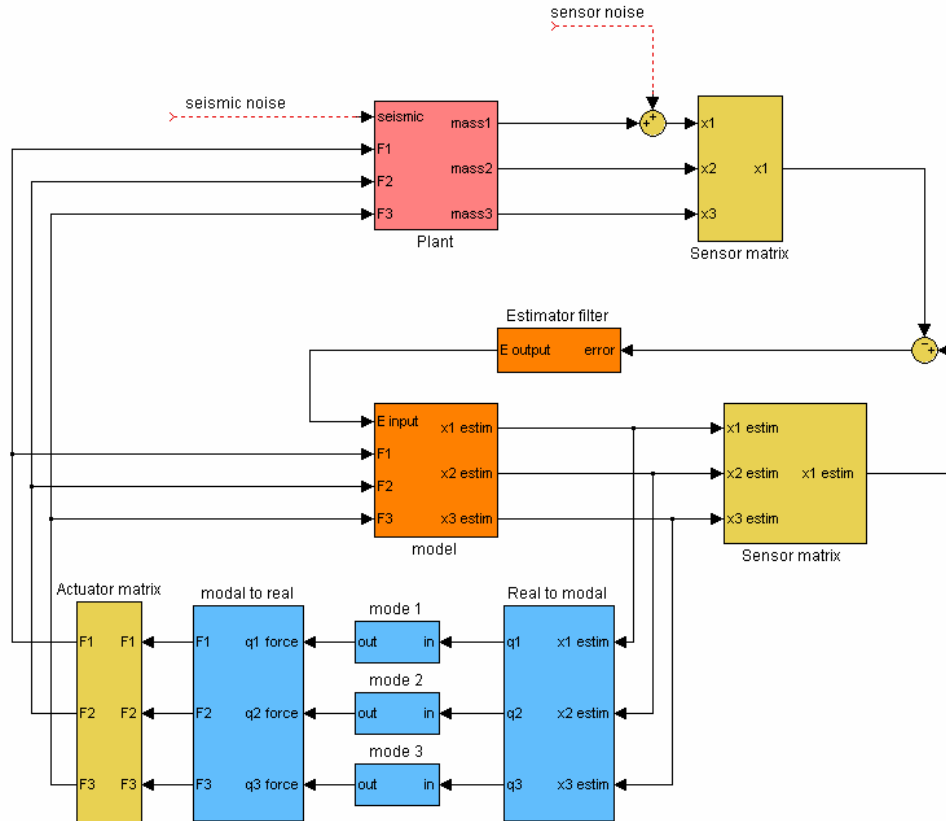 sensor noise
seismic noise
+ +
seismic mass1 x1
F1
F2 mass2 x2 x1
F3 mass3 x3
Plant
Sensor matrix
Estimator filter
E output error
- +
E input x1 estim x1 estim
F1
F2 x2 estim x2 estim x1 estim
F3 x3 estim x3 estim
model
Sensor matrix
Actuator matrix modal to real mode 1 Real to modal
F1 F1 F1 q1 force out in q1 x1 estim
mode 2
F2 F2 F2 q2 force out in q2 x2 estim
mode 3
F3 F3 F3 q3 force out in q3 x3 estim